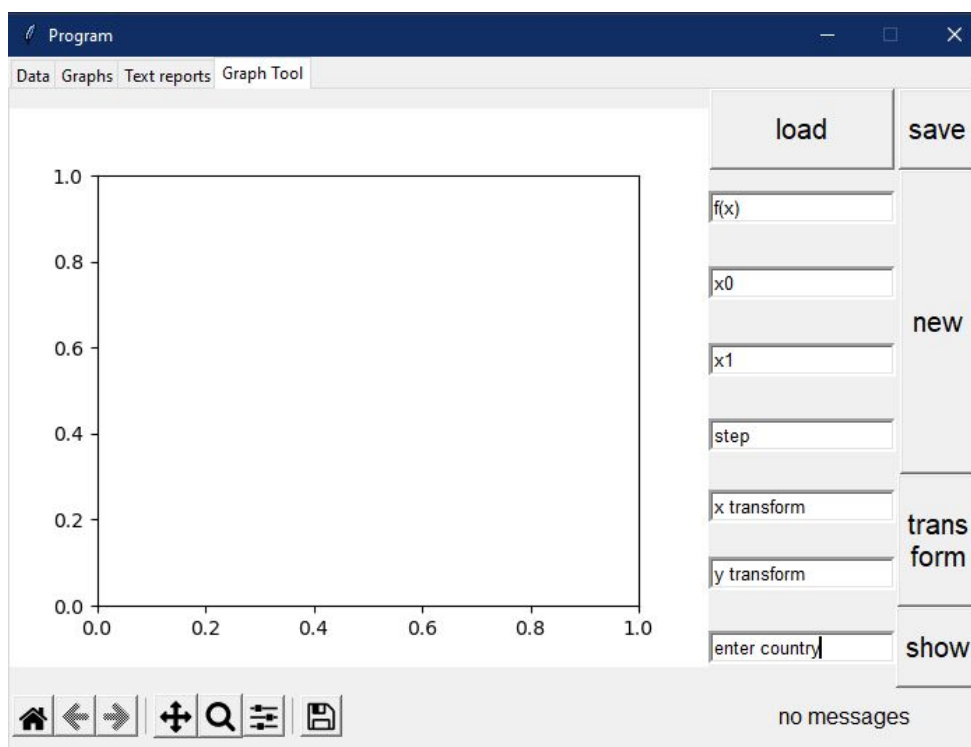 Program
Data Graphs Text reports Graph Tool
load save
f(x)
x0
new
x1
step
x transform
trans
form
y transform
enter country
show
1.0
0.8
0.6
0.4
0.2
0.0
0.0 0.2 0.4 0.6 0.8 1.0
no messages